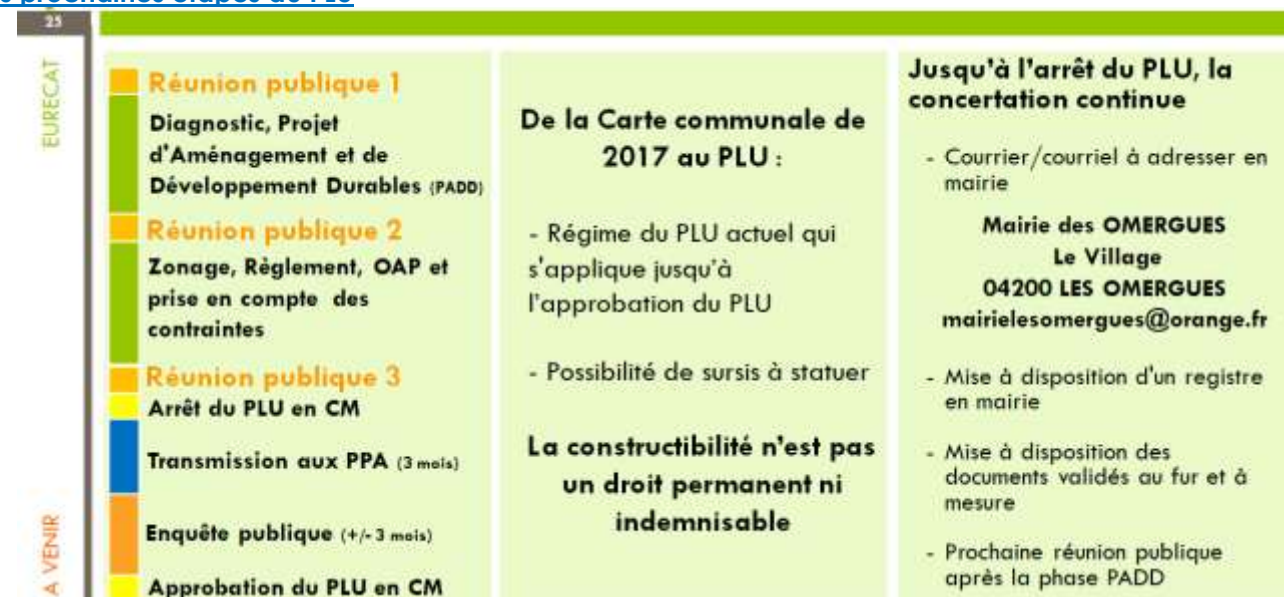 prochaines étapes du PLU
25
EURECAT
A VENIR
Réunion publique 1
Diagnostic, Projet
d'Aménagement et de
Développement Durables (PADD)
Réunion publique 2
Zonage, Règlement, OAP et
prise en compte des
contraintes
Réunion publique 3
Arrêt du PLU en CM
Transmission aux PPA (3 mois)
Enquête publique (+/- 3 mois)
Approbation du PLU en CM
De la Carte communale de
2017 au PLU :
- Régime du PLU actuel qui
s'applique jusqu'à
l'approbation du PLU
- Possibilité de sursis à statuer
La constructibilité n'est pas
un droit permanent ni
indemnisable
Jusqu'à l'arrêt du PLU, la
concertation continue
- Courrier/courriel à adresser en
mairie
Mairie des OMERGUES
Le Village
04200 LES OMERGUES
mairielesomergues@orange.fr
- Mise à disposition d'un registre
en mairie
- Mise à disposition des
documents validés au fur et à
mesure
- Prochaine réunion publique
après la phase PADD